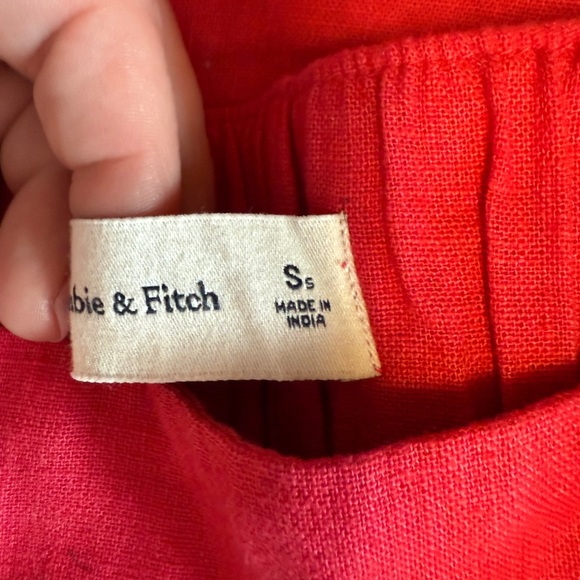 bie & Fitch
Ss
MADE IN
INDIA